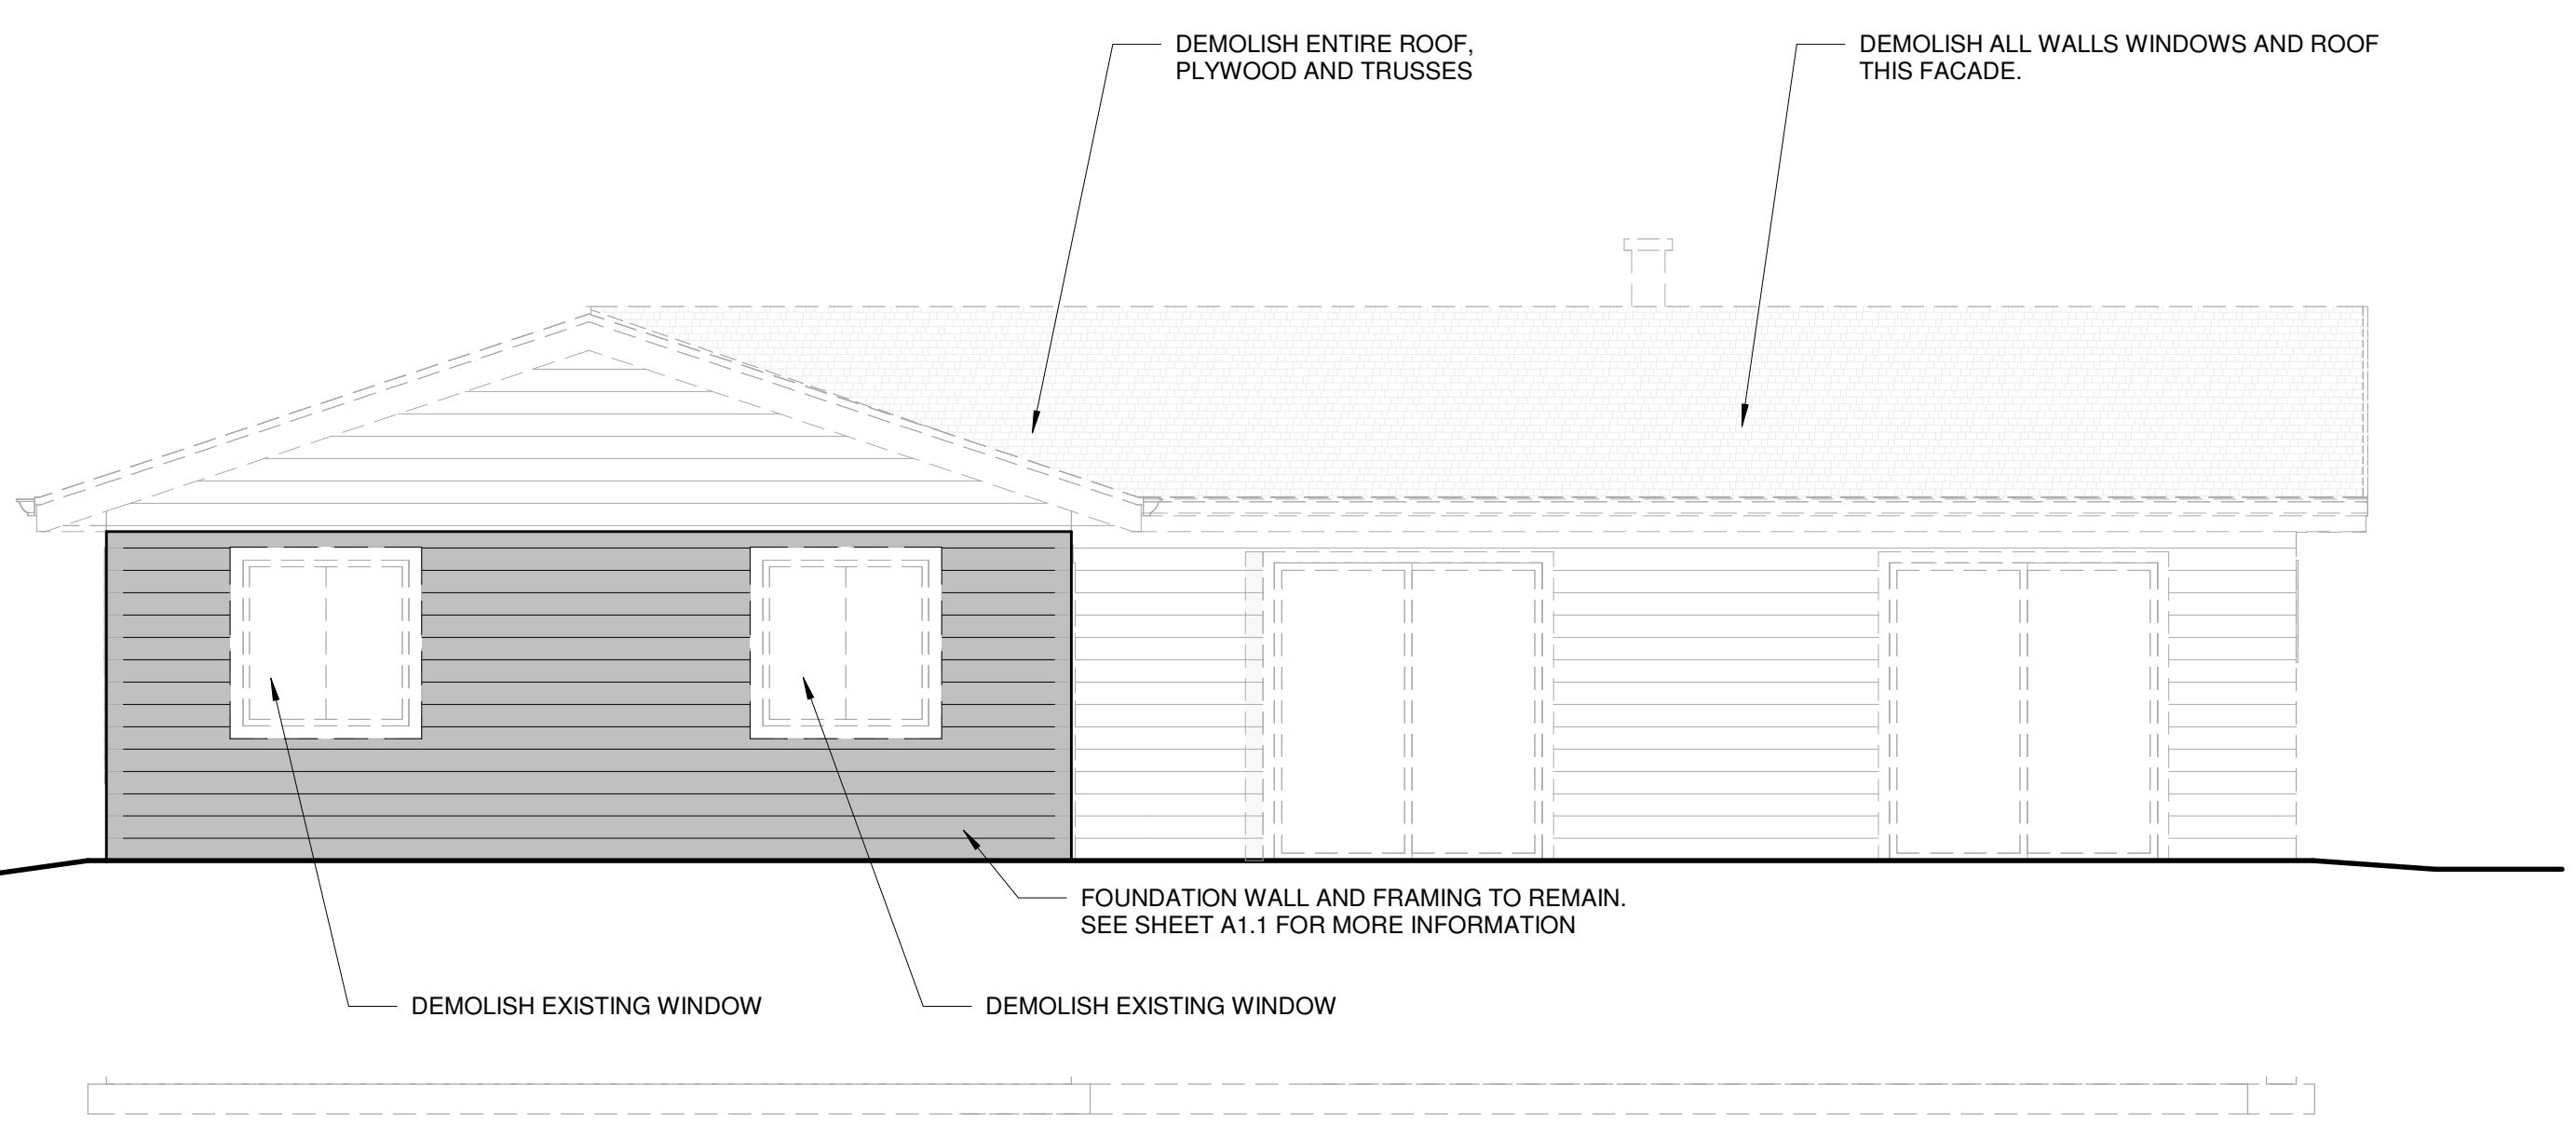 DEMOLISH ENTIRE ROOF,
PLYWOOD AND TRUSSES
DEMOLISH ALL WALLS WINDOWS AND ROOF
THIS FACADE.
FOUNDATION WALL AND FRAMING TO REMAIN.
SEE SHEET A1.1 FOR MORE INFORMATION
DEMOLISH EXISTING WINDOW
DEMOLISH EXISTING WINDOW